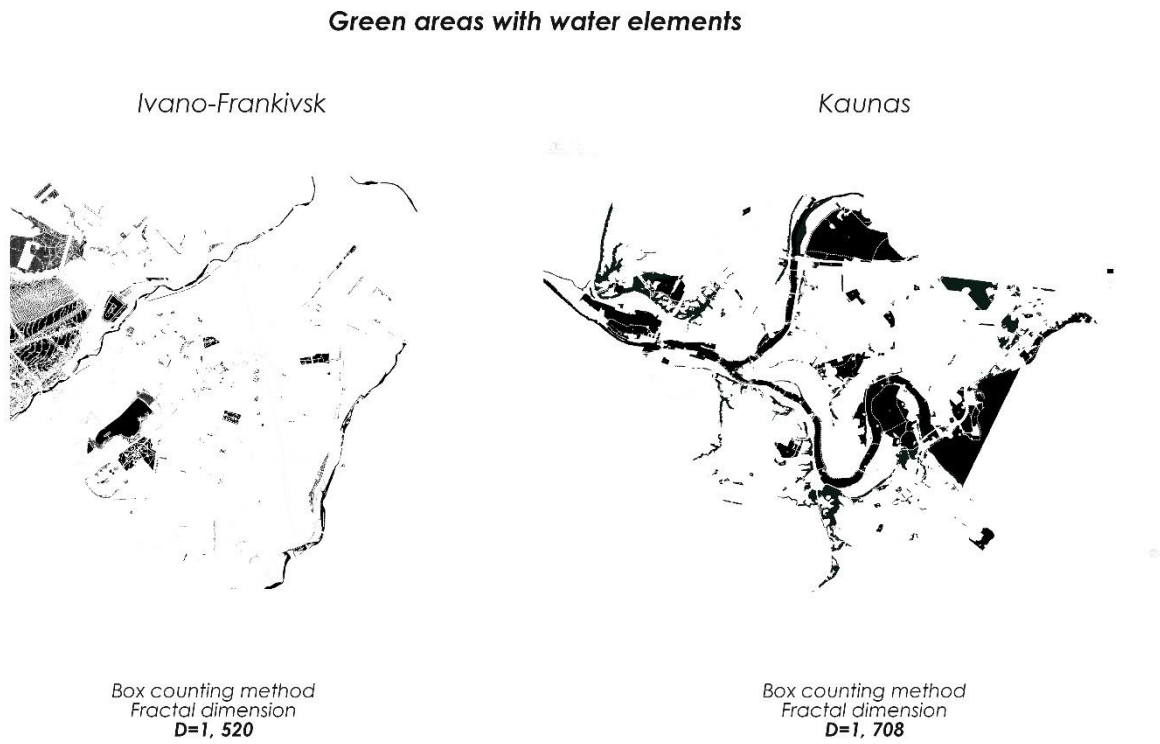 Green areas with water elements
Ivano-Frankivsk
Kaunas
Box counting method
Fractal dimension
D=1, 520
Box counting method
Fractal dimension
D=1, 708